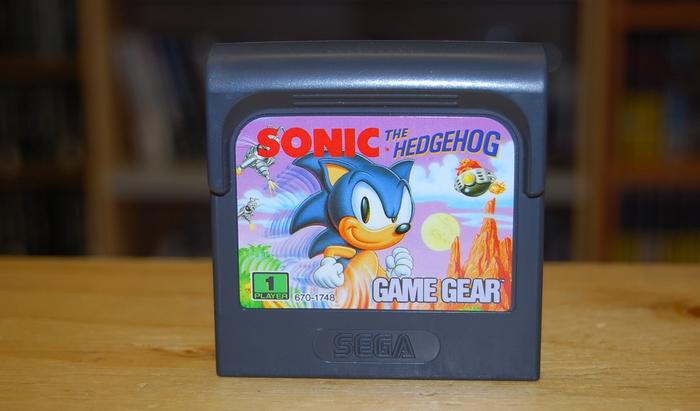 SONIC THE HEDGEHOG
1
PLAYER
670-1748
GAME GEAR
SEGA